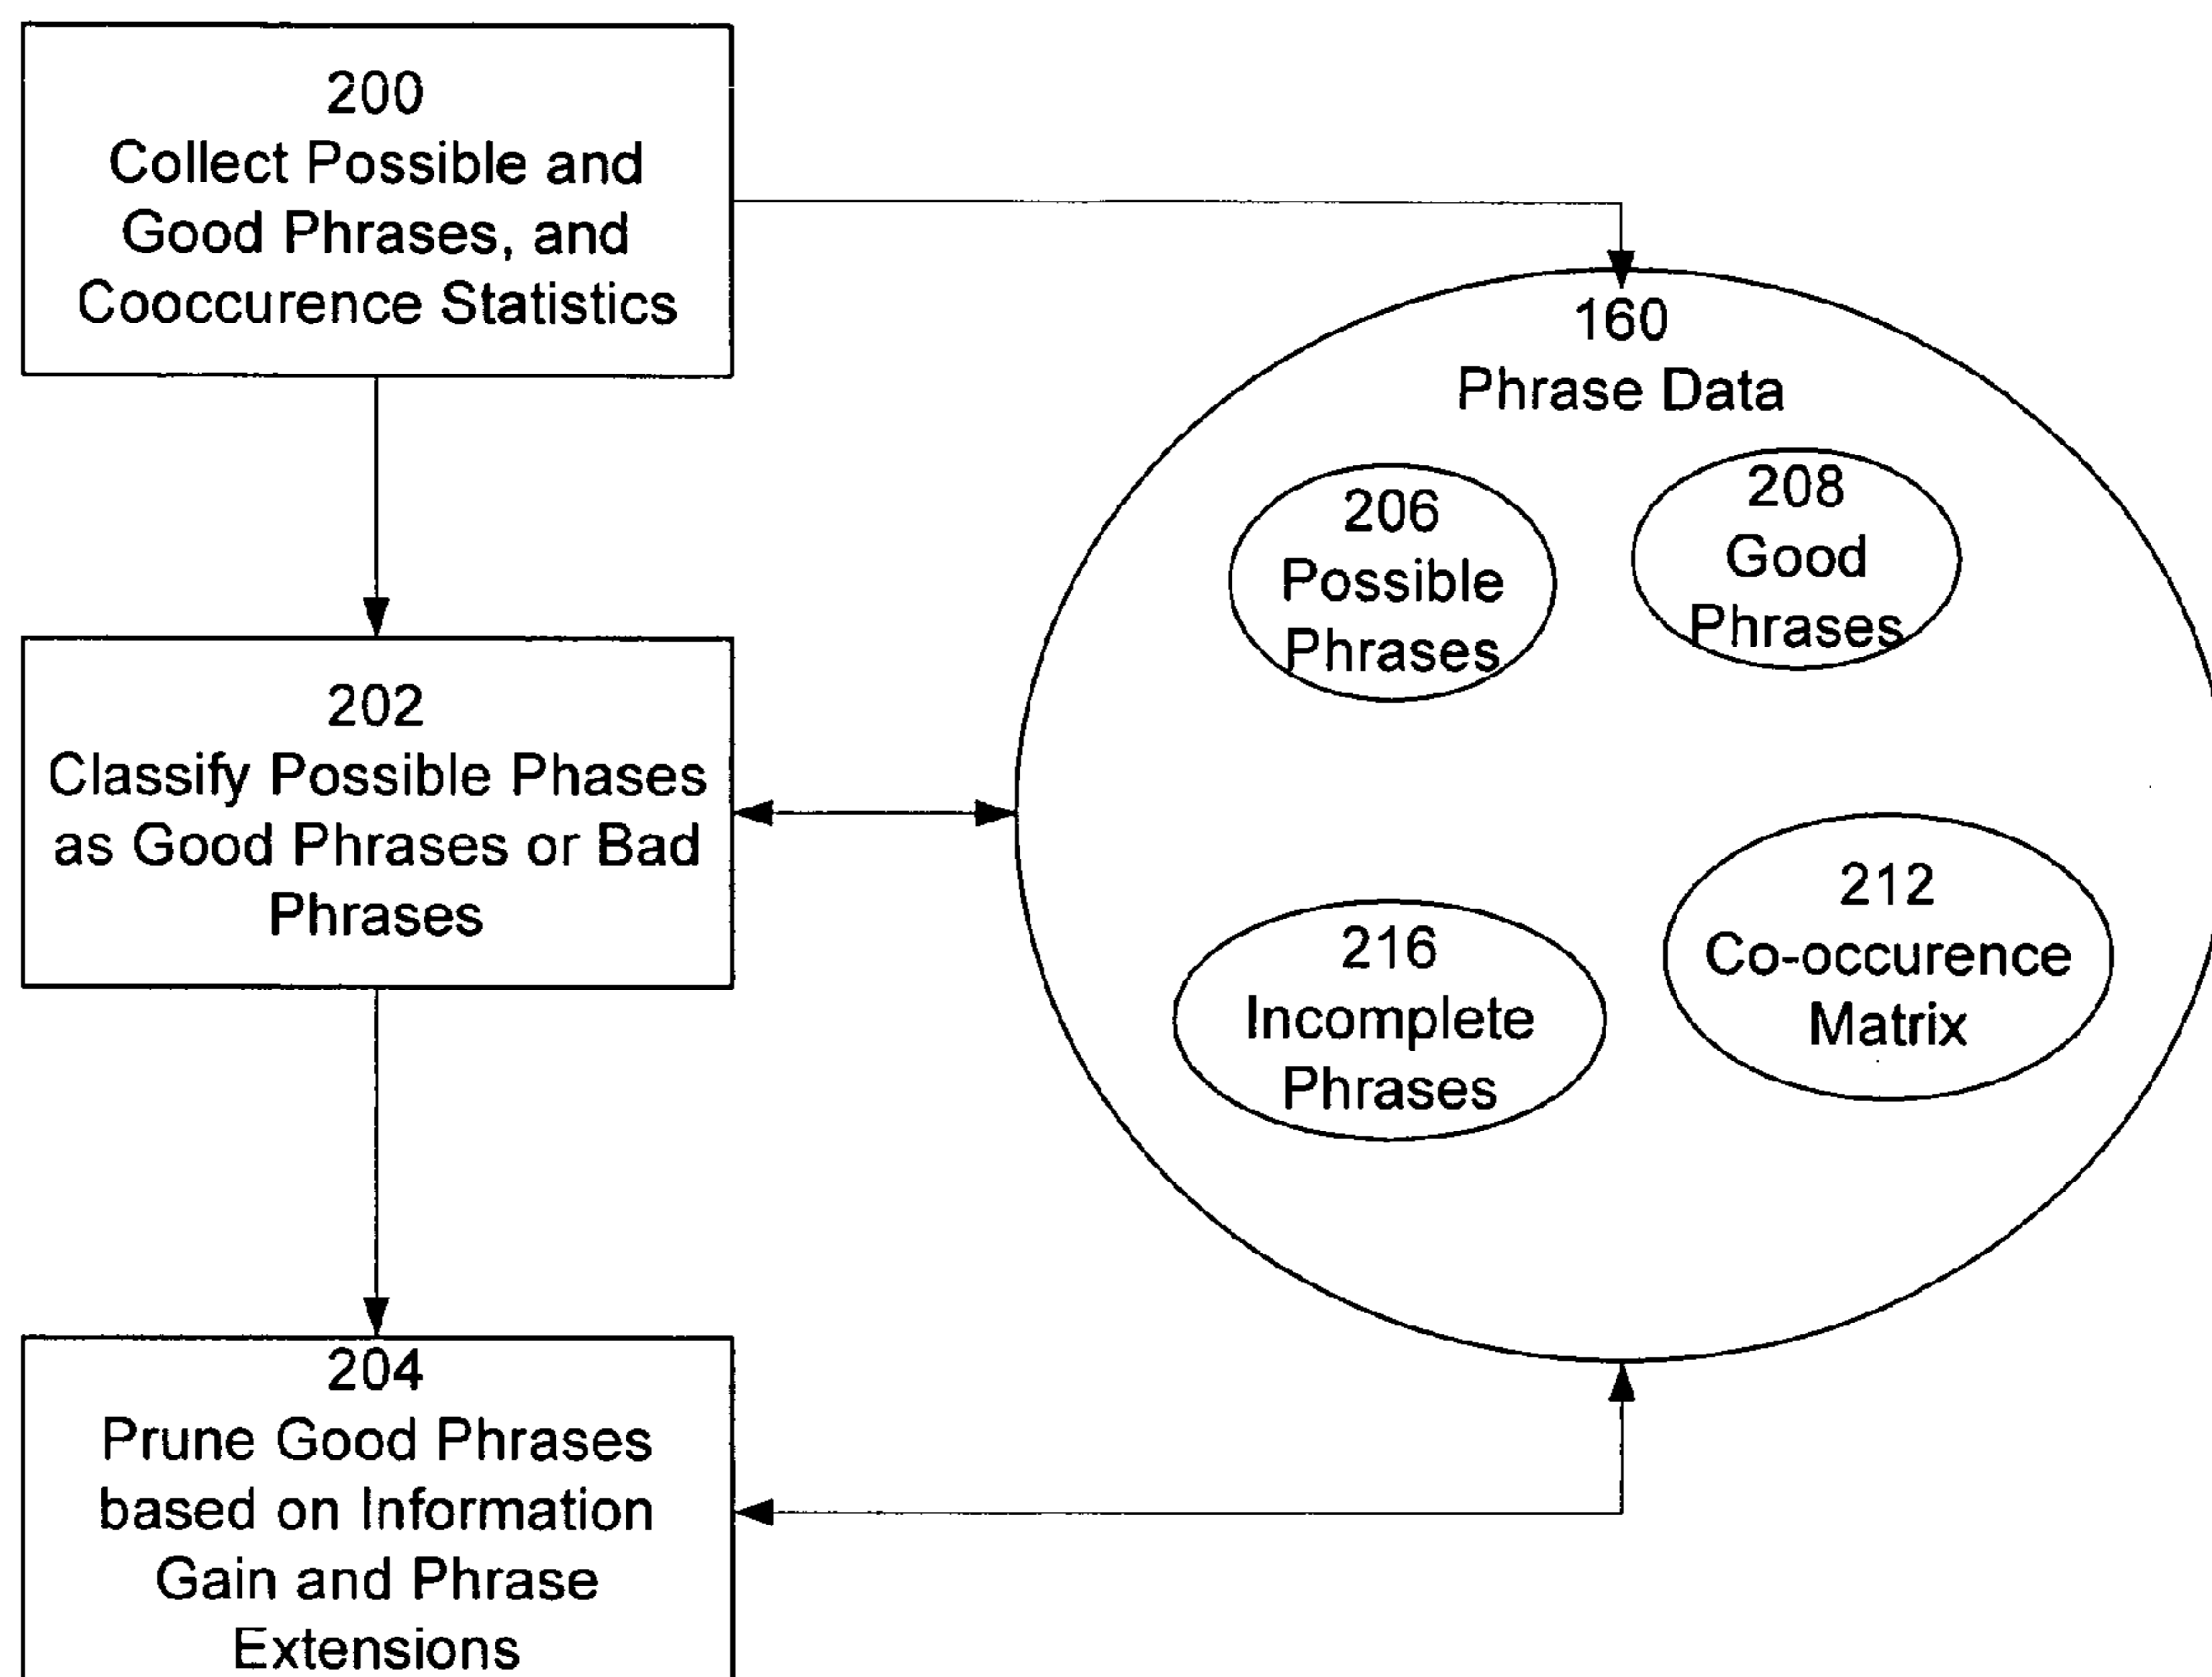 200
Collect Possible and
Good Phrases, and
Cooccurence Statistics
160
Phrase Data
206
Possible
Phrases
208
Good
Phrases
202
Classify Possible Phases
as Good Phrases or Bad
Phrases
216
Incomplete
Phrases
212
Co-occurence
Matrix
204
Prune Good Phrases
based on Information
Gain and Phrase
Extensions